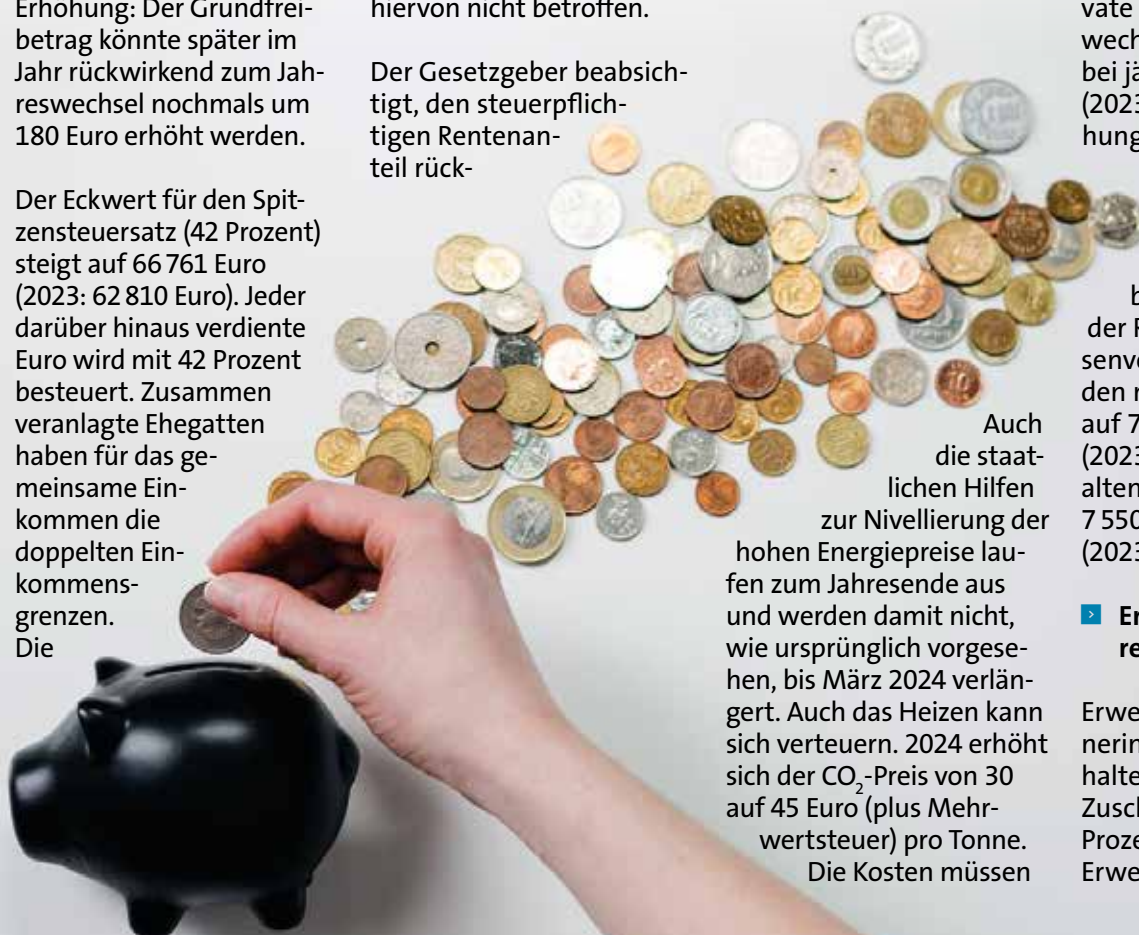 Erhöhung: Der Grundfrei-
betrag könnte später im
Jahr rückwirkend zum Jah-
reswechsel nochmals um
180 Euro erhöht werden.
Der Eckwert für den Spit-
zensteuersatz (42 Prozent)
steigt auf 66 761 Euro
(2023: 62 810 Euro). Jeder
darüber hinaus verdiente
Euro wird mit 42 Prozent
besteuert. Zusammen
veranlagte Ehegatten
haben für das ge-
meinsame Ein-
kommen die
doppelten Ein-
kommens-
grenzen.
Die
hiervon nicht betroffen.
Der Gesetzgeber beabsich-
tigt, den steuerpflich-
tigen Rentenan-
teil rück-
Auch
die staat-
lichen Hilfen
zur Nivellierung der
hohen Energiepreise lau-
fen zum Jahresende aus
und werden damit nicht,
wie ursprünglich vorgese-
hen, bis März 2024 verlän-
gert. Auch das Heizen kann
sich verteuern. 2024 erhöht
sich der CO₂-Preis von 30
auf 45 Euro (plus Mehr-
wertsteuer) pro Tonne.
Die Kosten müssen
vate
wech
bei jä
(2023
hung
b
der
senv
den
auf 7
(2023
alten
7 550
(2023
Er
re
Erwe
nerin
halte
Zusch
Proze
Erwe